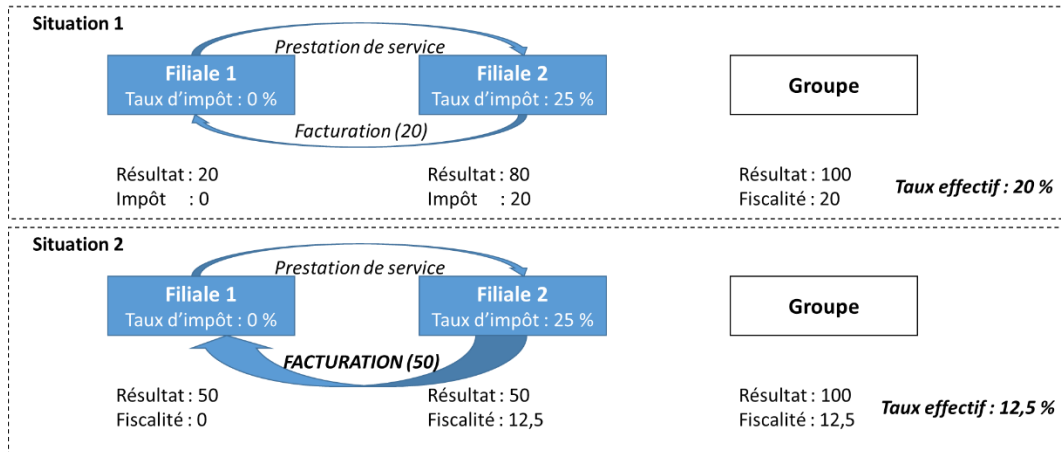 Situation 1
Prestation de service
Filiale 1
Taux d'impôt : 0 %
Filiale 2
Taux d'impôt : 25 %
Groupe
Facturation (20)
Résultat : 20
Impôt : 0
Résultat : 80
Impôt : 20
Résultat : 100
Fiscalité : 20
Taux effectif : 20 %
Situation 2
Prestation de service
Filiale 1
Taux d'impôt : 0 %
Filiale 2
Taux d'impôt : 25 %
Groupe
FACTURATION (50)
Résultat : 50
Fiscalité : 0
Résultat : 50
Fiscalité : 12,5
Résultat : 100
Fiscalité : 12,5
Taux effectif : 12,5 %